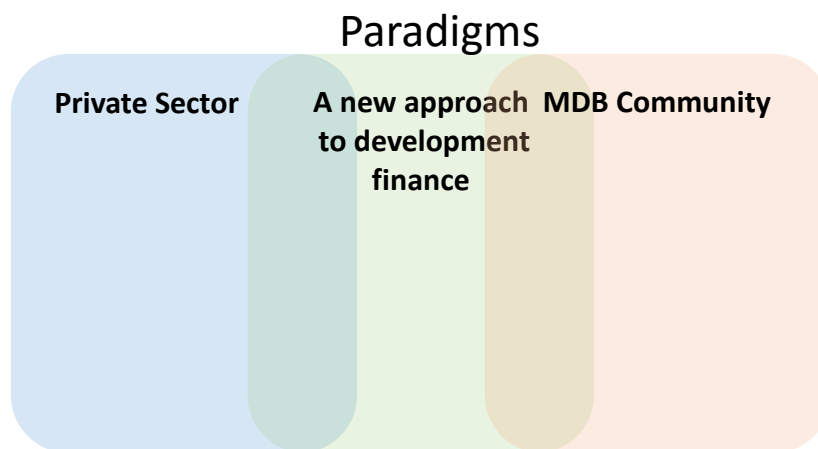 Paradigms
Private Sector
A new approach
to development
finance
MDB Community